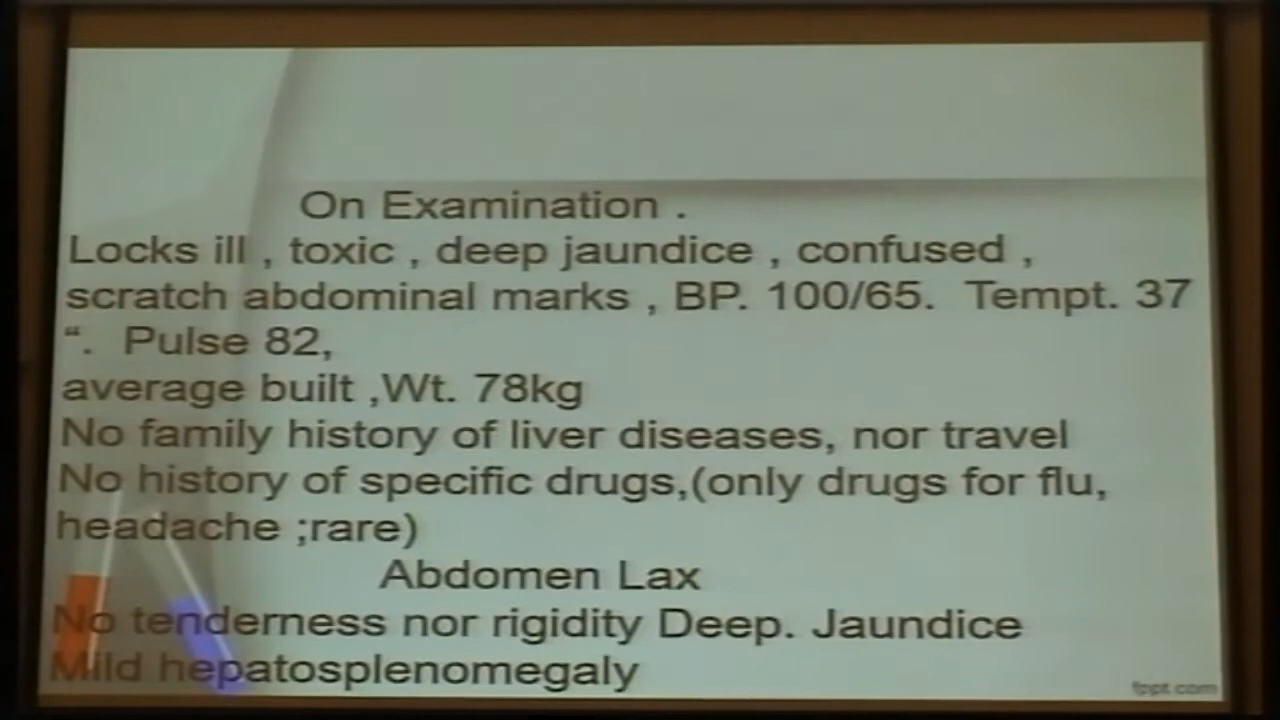 On Examination .
Locks ill , toxic , deep jaundice , confused ,
scratch abdominal marks , BP. 100/65.  Tempt. 37
“.  Pulse 82,
average built ,Wt. 78kg
No family history of liver diseases, nor travel
No history of specific drugs,(only drugs for flu,
headache ;rare)
Abdomen Lax
No tenderness nor rigidity Deep. Jaundice
Mild hepatosplenomegaly
fppt.com